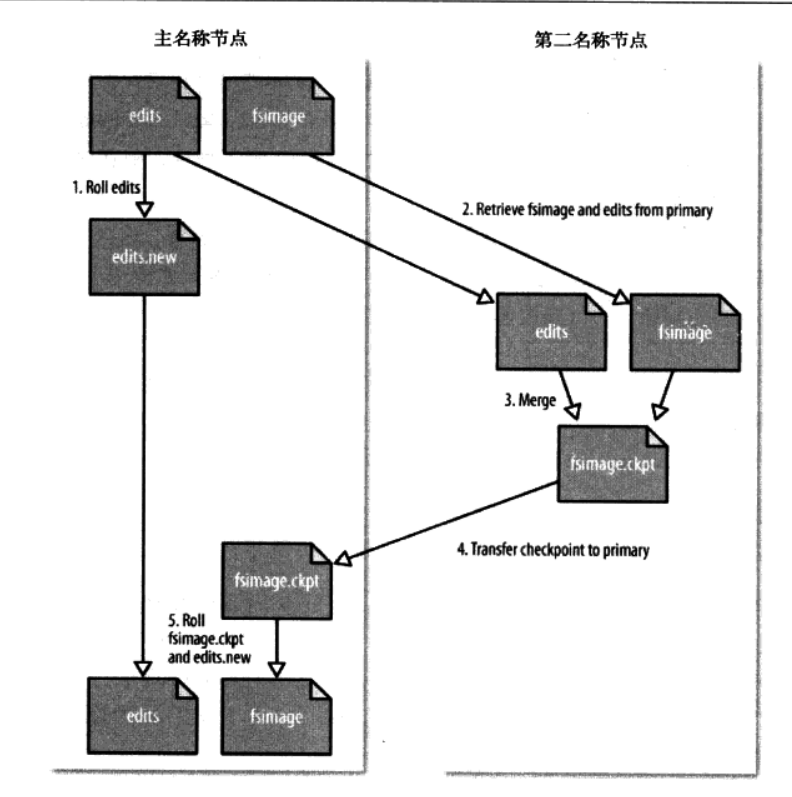 主名称节点
第二名称节点
edits
fsimage
1. Roll edits
2. Retrieve fsimage and edits from primary
edits.new
edits
fsimage
3. Merge
fsimage.ckpt
4. Transfer checkpoint to primary
fsimage.ckpt
5. Roll
fsimage.ckpt
and edits.new
edits
fsimage